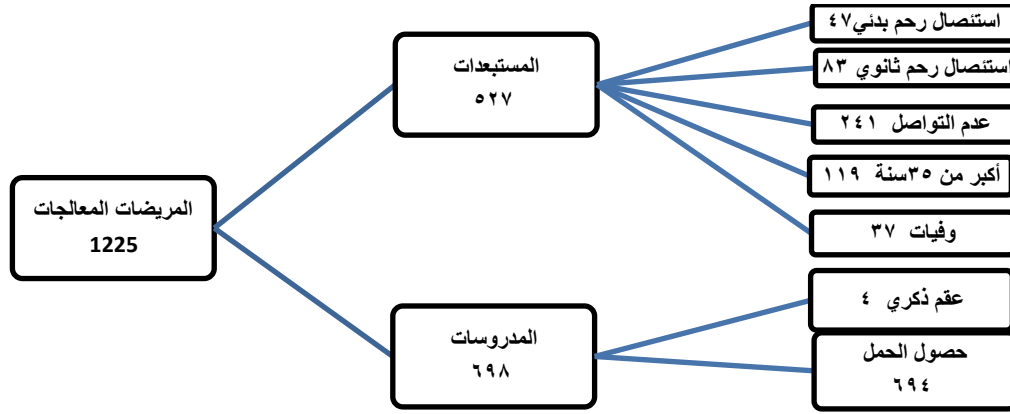 المريضات المعالجات
1225
المستبعدات
٥٢٧
استئصال رحم بدئي٤٧
استئصال رحم ثانوي ٨٣
عدم التواصل ٢٤١
أكبر من ٣٥سنة ١١٩
وفيات ٣٧
المدروسات
٦٩٨
عقم ذكري ٤
حصول الحمل
٦٩٤